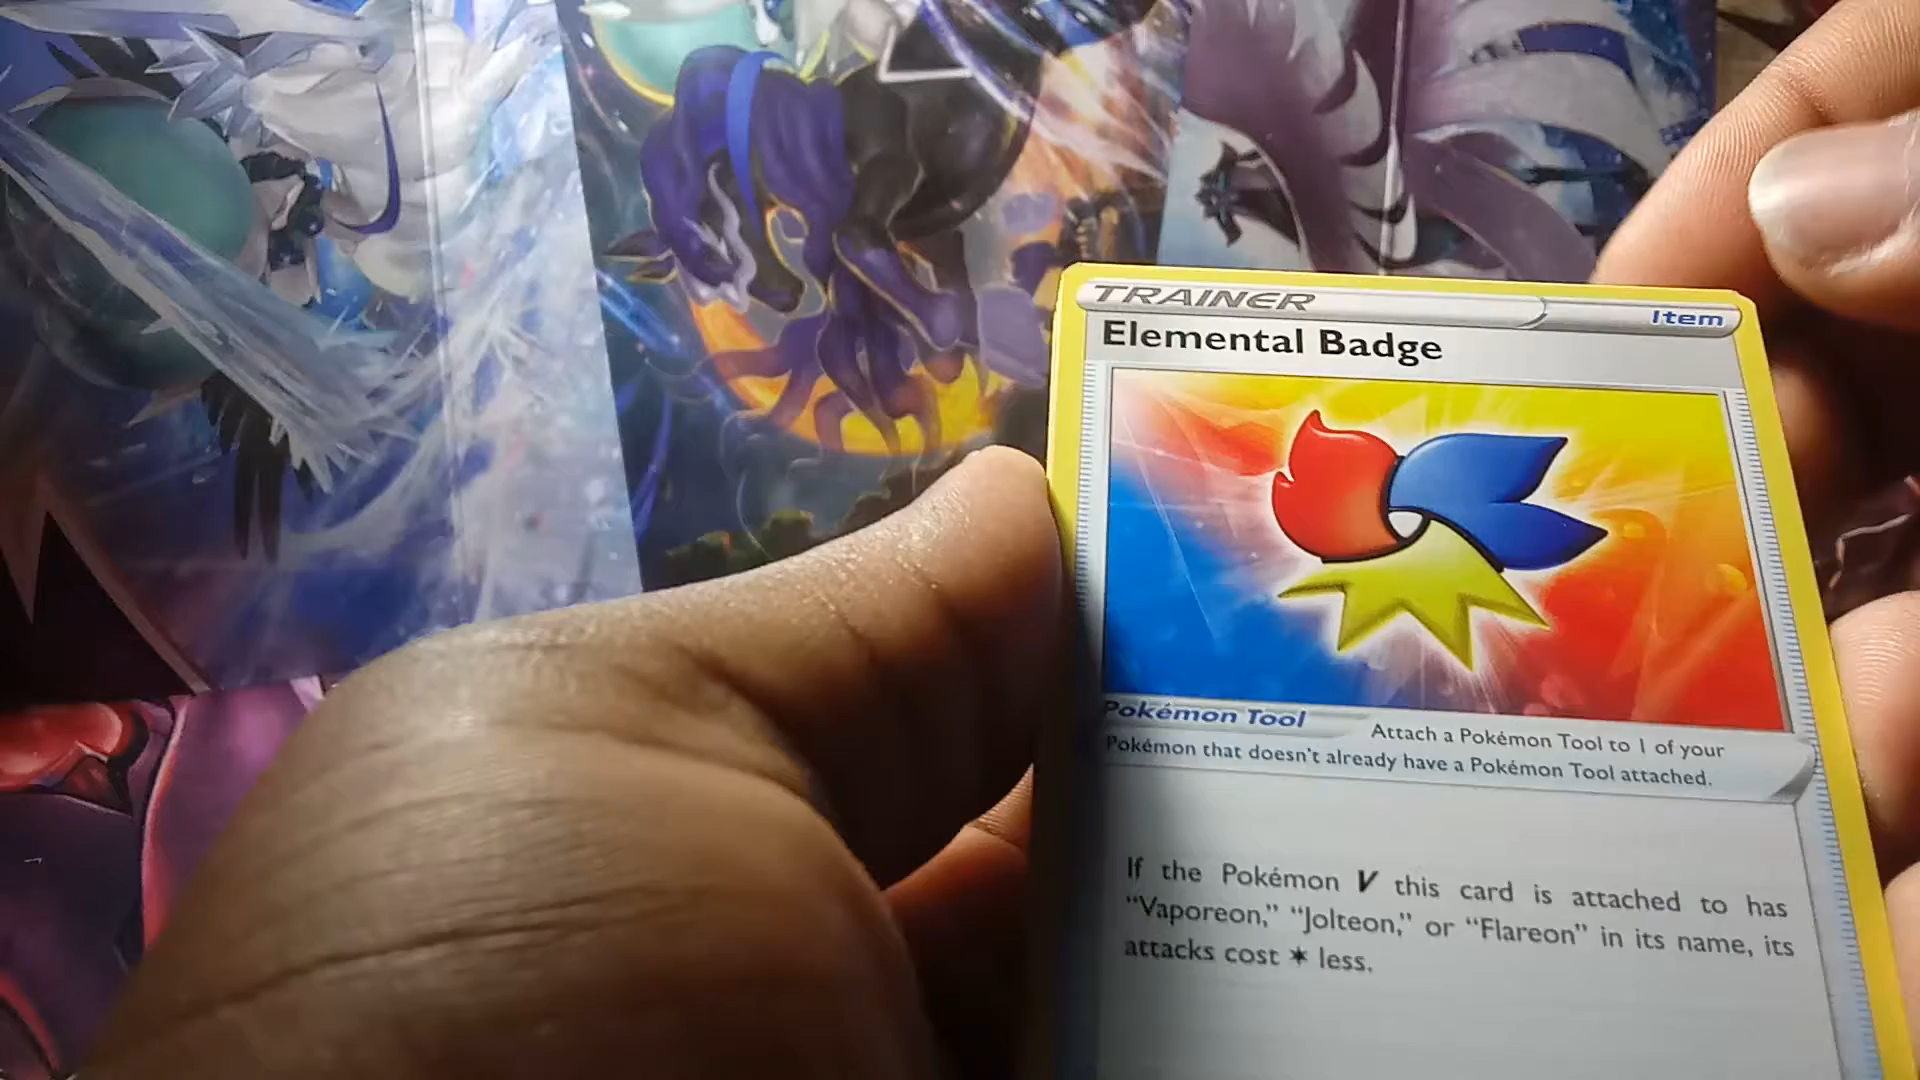 TRAINER Item
Elemental Badge
Pokémon Tool Attach a Pokémon Tool to 1 of your
Pokémon that doesn't already have a Pokémon Tool attached.
If the Pokémon V this card is attached to has
“Vaporeon,” “Jolteon,” or “Flareon” in its name, its
attacks cost ✶ less.